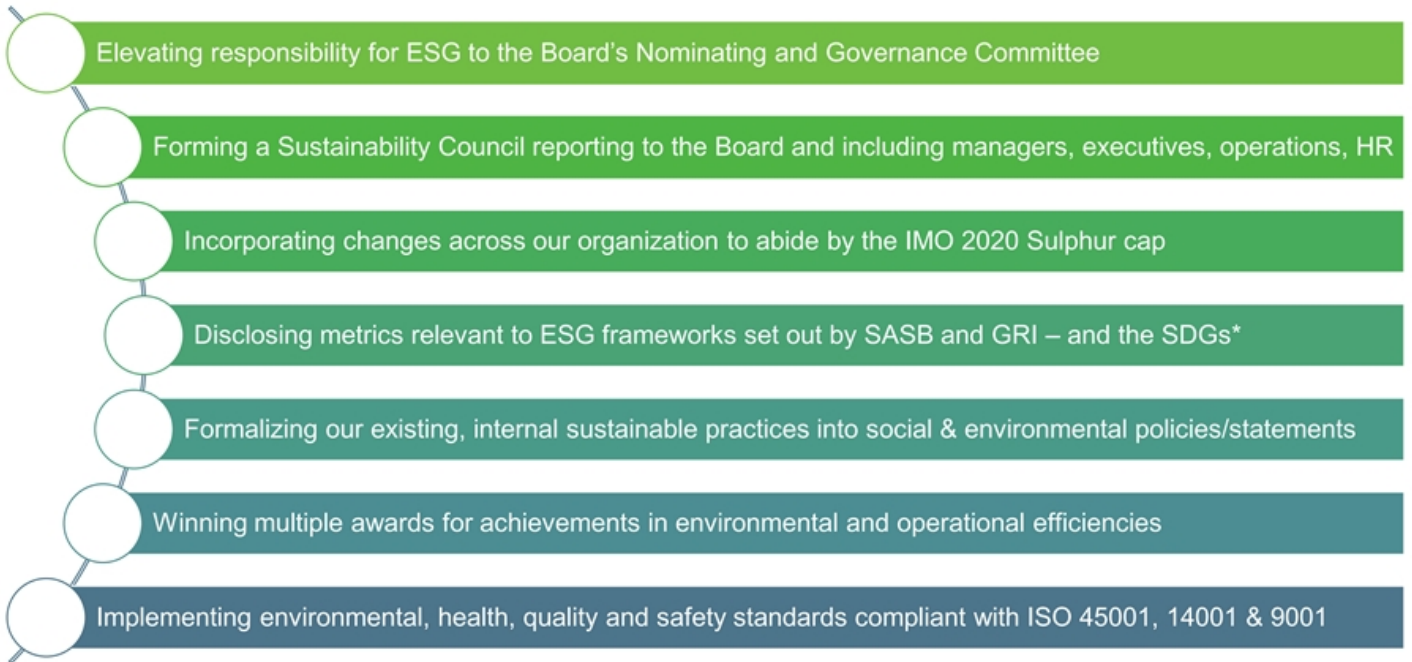 Elevating responsibility for ESG to the Board’s Nominating and Governance Committee
Forming a Sustainability Council reporting to the Board and including managers, executives, operations, HR
Incorporating changes across our organization to abide by the IMO 2020 Sulphur cap
Disclosing metrics relevant to ESG frameworks set out by SASB and GRI – and the SDGs*
Formalizing our existing, internal sustainable practices into social & environmental policies/statements
Winning multiple awards for achievements in environmental and operational efficiencies
Implementing environmental, health, quality and safety standards compliant with ISO 45001, 14001 & 9001